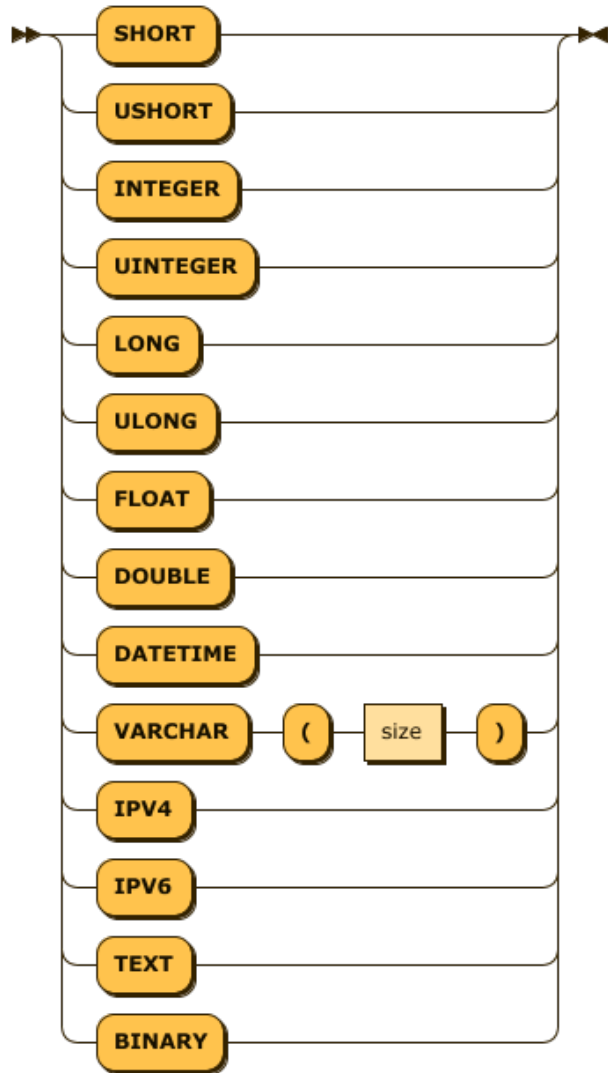 SHORT
USHORT
INTEGER
UINTEGER
LONG
ULONG
FLOAT
DOUBLE
DATETIME
VARCHAR ( size )
IPV4
IPV6
TEXT
BINARY